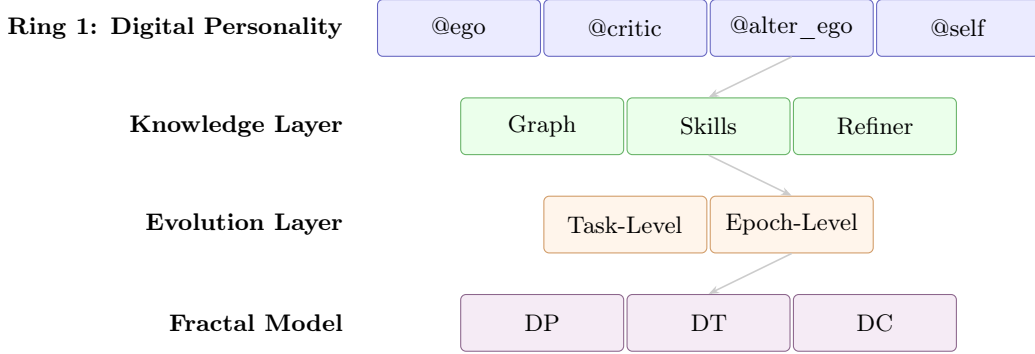 Ring 1: Digital Personality @ego @critic @alter_ego @self
Knowledge Layer Graph Skills Refiner
Evolution Layer Task-Level Epoch-Level
Fractal Model DP DT DC